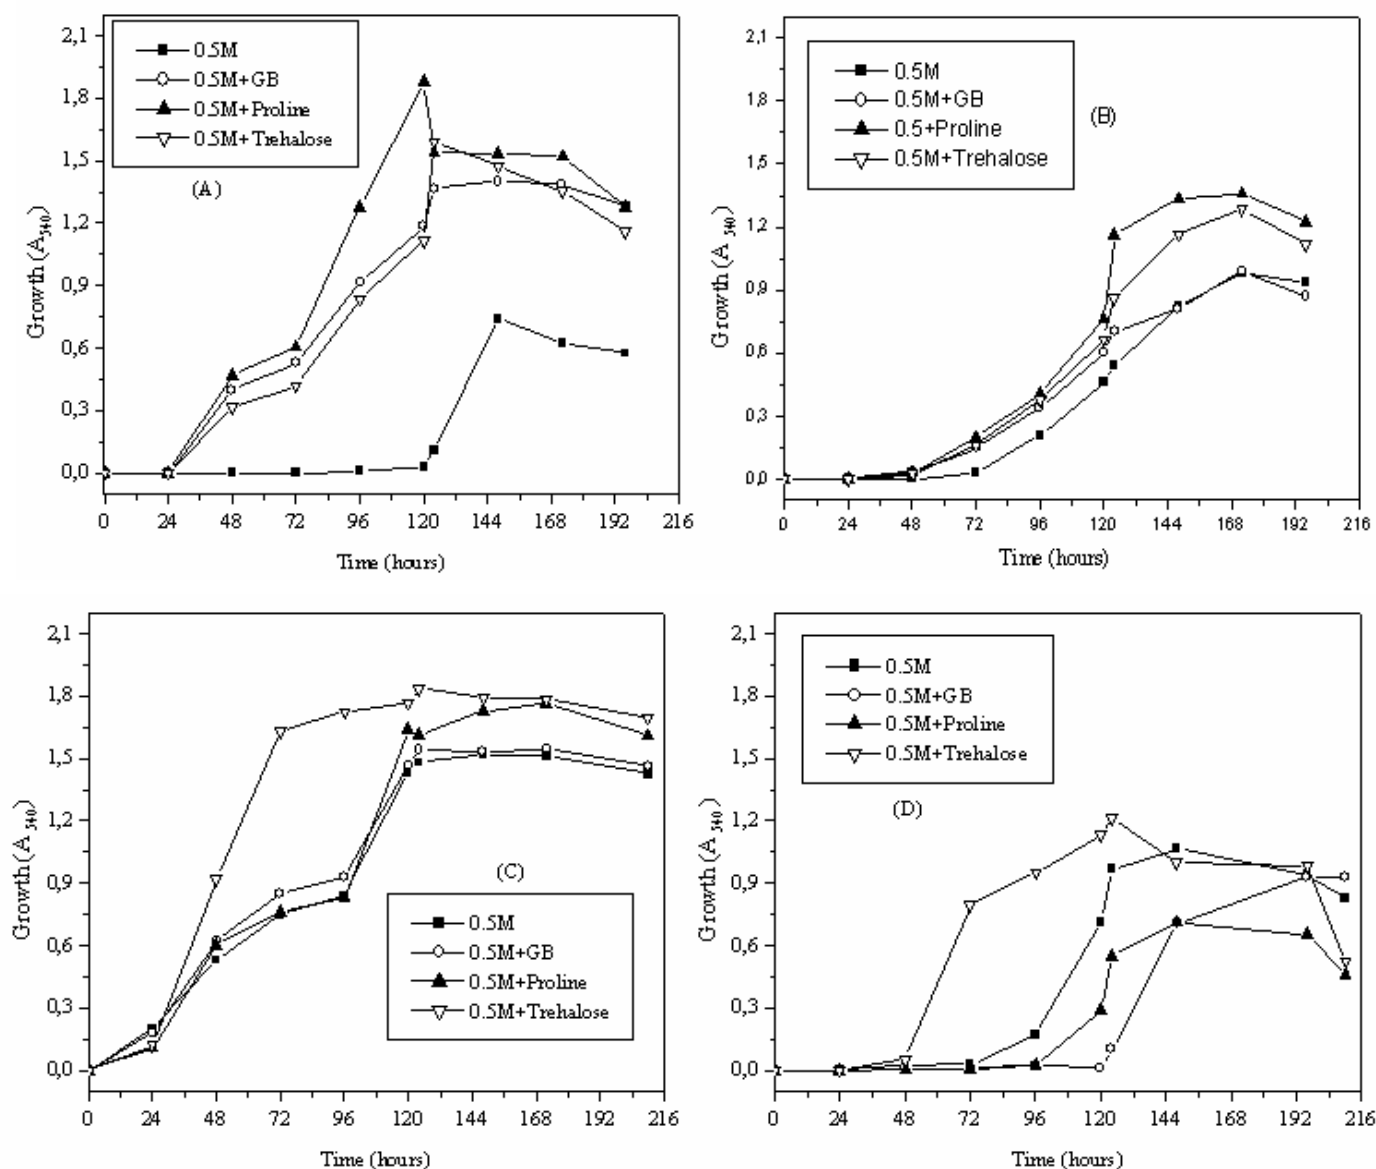 2,1
1,8
1,5
1,2
0,9
0,6
0,3
0,0
Growth (A 540)
0.5M
0.5M+GB
0.5M+Proline
0.5M+Trehalose
(A)
0 24 48 72 96 120 144 168 192 216
Time (hours)
2,1
1,8
1,5
1,2
0,9
0,6
0,3
0,0
Growth (A 540)
0.5M
0.5M+GB
0.5+Proline
0.5M+Trehalose
(B)
0 24 48 72 96 120 144 168 192 216
Time (hours)
2,1
1,8
1,5
1,2
0,9
0,6
0,3
0,0
Growth (A 540)
(C)
0.5M
0.5M+GB
0.5M+Proline
0.5M+Trehalose
0 24 48 72 96 120 144 168 192 216
Time (hours)
2,1
1,8
1,5
1,2
0,9
0,6
0,3
0,0
Growth (A 540)
0.5M
0.5M+GB
0.5M+Proline
0.5M+Trehalose
(D)
0 24 48 72 96 120 144 168 192 216
Time (hours)